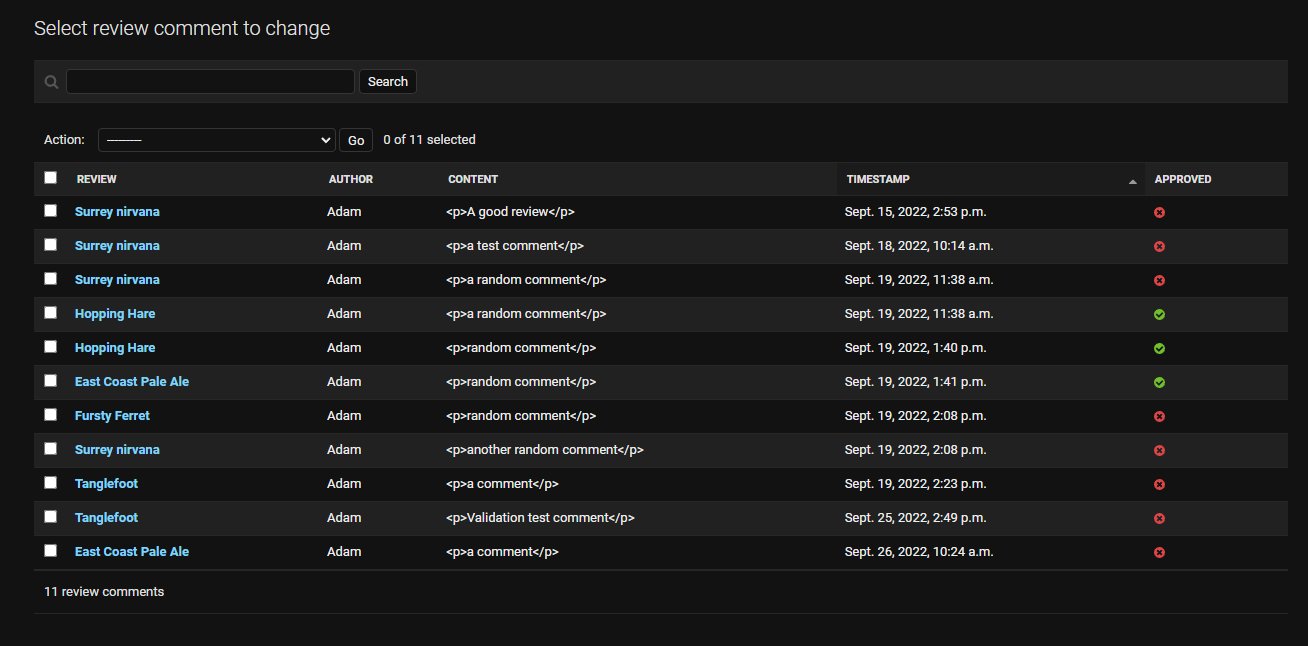 Select review comment to change
Search
Action: --------- Go 0 of 11 selected
REVIEW AUTHOR CONTENT TIMESTAMP APPROVED
Surrey nirvana Adam <p>A good review</p> Sept. 15, 2022, 2:53 p.m.
Surrey nirvana Adam <p>a test comment</p> Sept. 18, 2022, 10:14 a.m.
Surrey nirvana Adam <p>a random comment</p> Sept. 19, 2022, 11:38 a.m.
Hopping Hare Adam <p>a random comment</p> Sept. 19, 2022, 11:38 a.m.
Hopping Hare Adam <p>random comment</p> Sept. 19, 2022, 1:40 p.m.
East Coast Pale Ale Adam <p>random comment</p> Sept. 19, 2022, 1:41 p.m.
Fursty Ferret Adam <p>random comment</p> Sept. 19, 2022, 2:08 p.m.
Surrey nirvana Adam <p>another random comment</p> Sept. 19, 2022, 2:08 p.m.
Tanglefoot Adam <p>a comment</p> Sept. 19, 2022, 2:23 p.m.
Tanglefoot Adam <p>Validation test comment</p> Sept. 25, 2022, 2:49 p.m.
East Coast Pale Ale Adam <p>a comment</p> Sept. 26, 2022, 10:24 a.m.
11 review comments